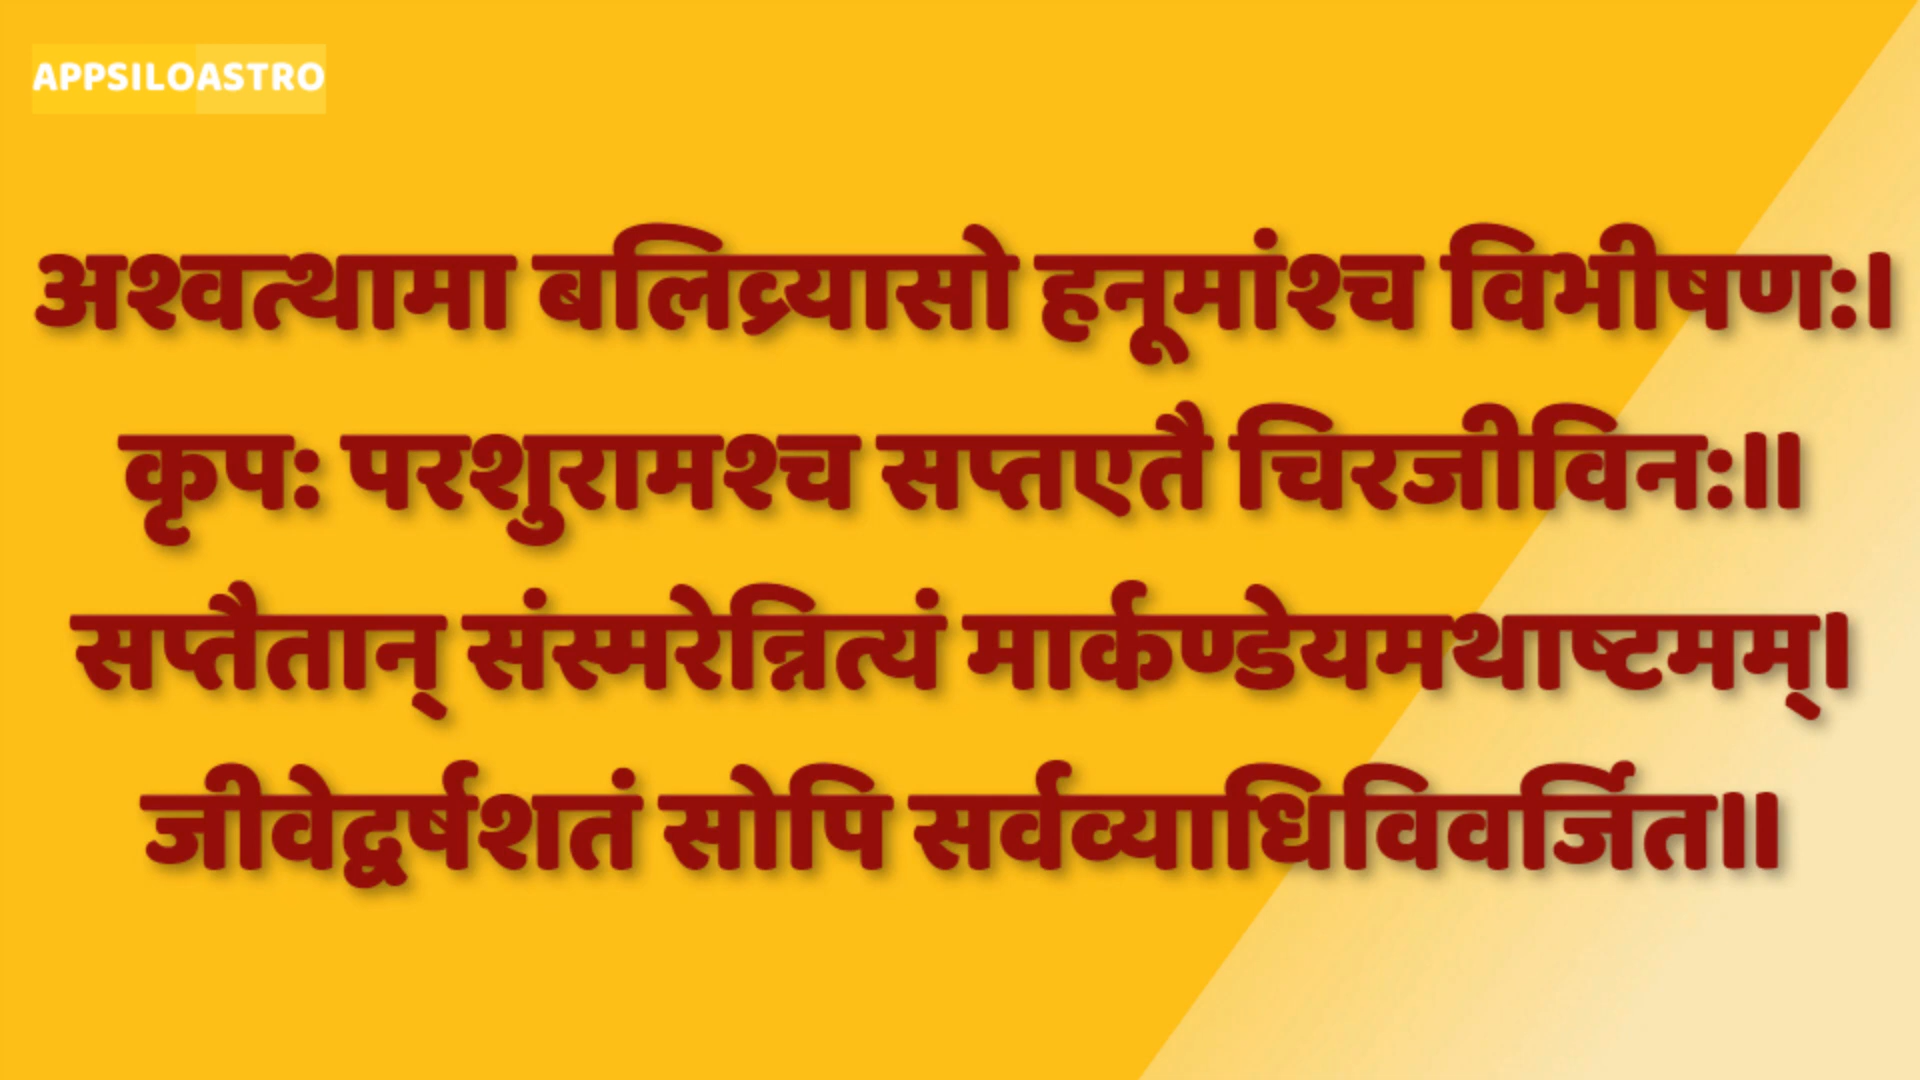 APPSILOASTRO
अश्वत्थामा बलिव्र्यासो हनूमांश्च विभीषण:।
कृप: परशुरामश्च सप्तएतै चिरजीविन:॥
सप्तैतान् संस्मरेन्नित्यं मार्कण्डेयमथाष्टमम्।
जीवेद्वर्षशतं सोपि सर्वव्याधिविवर्जित॥